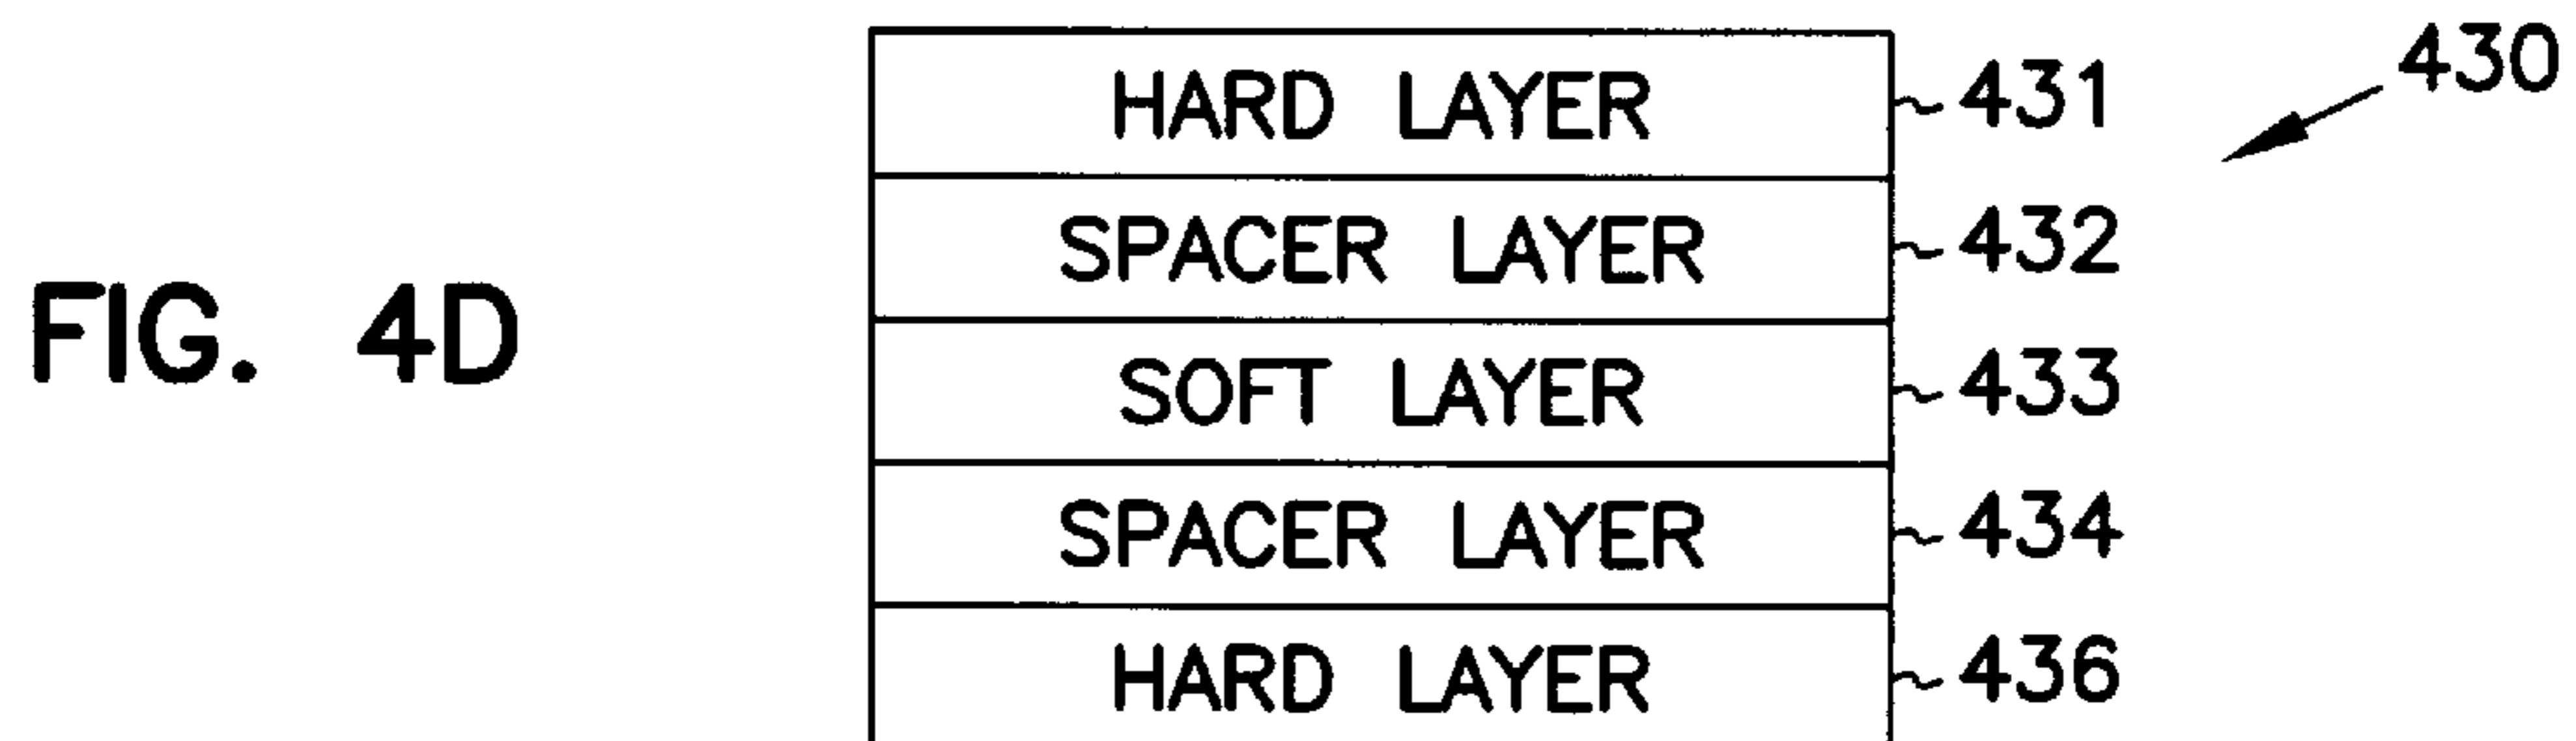 430
HARD LAYER 431
SPACER LAYER 432
FIG. 4D
SOFT LAYER 433
SPACER LAYER 434
HARD LAYER 436